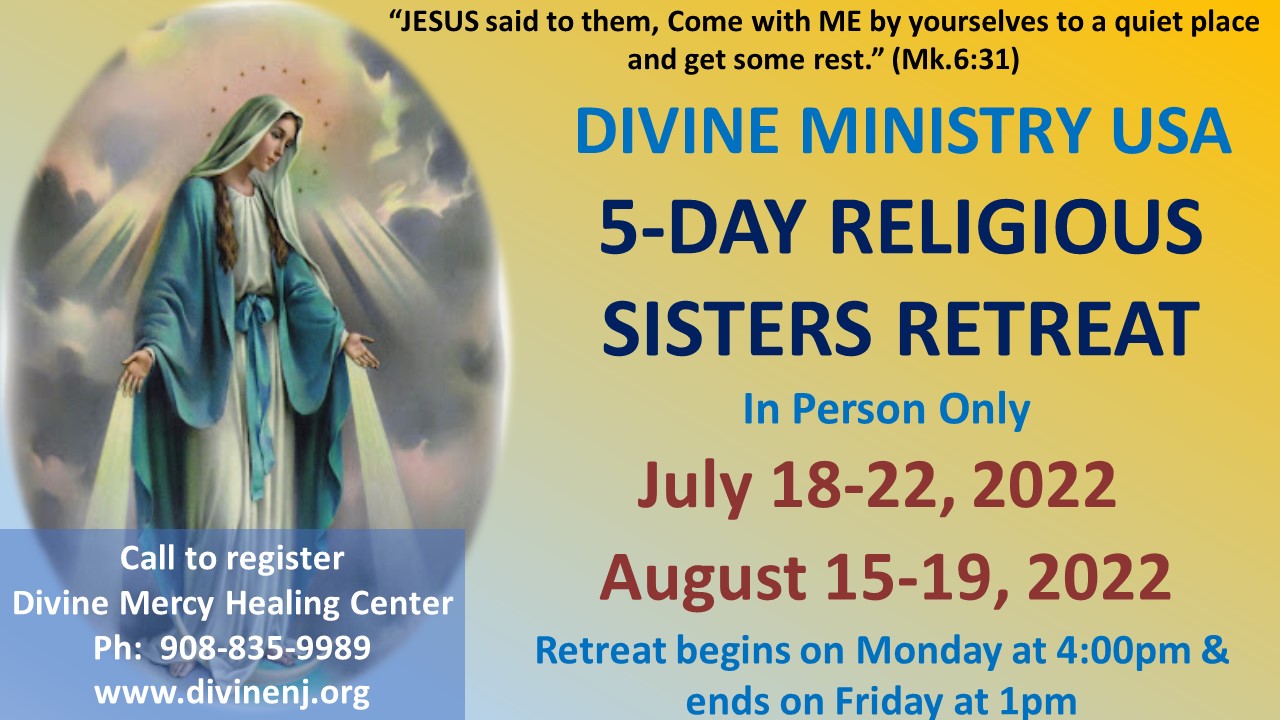 “JESUS said to them, Come with ME by yourselves to a quiet place
and get some rest.” (Mk.6:31)
DIVINE MINISTRY USA
5-DAY RELIGIOUS
SISTERS RETREAT
In Person Only
July 18-22, 2022
August 15-19, 2022
Retreat begins on Monday at 4:00pm &
ends on Friday at 1pm
Call to register
Divine Mercy Healing Center
Ph:  908-835-9989
www.divinenj.org